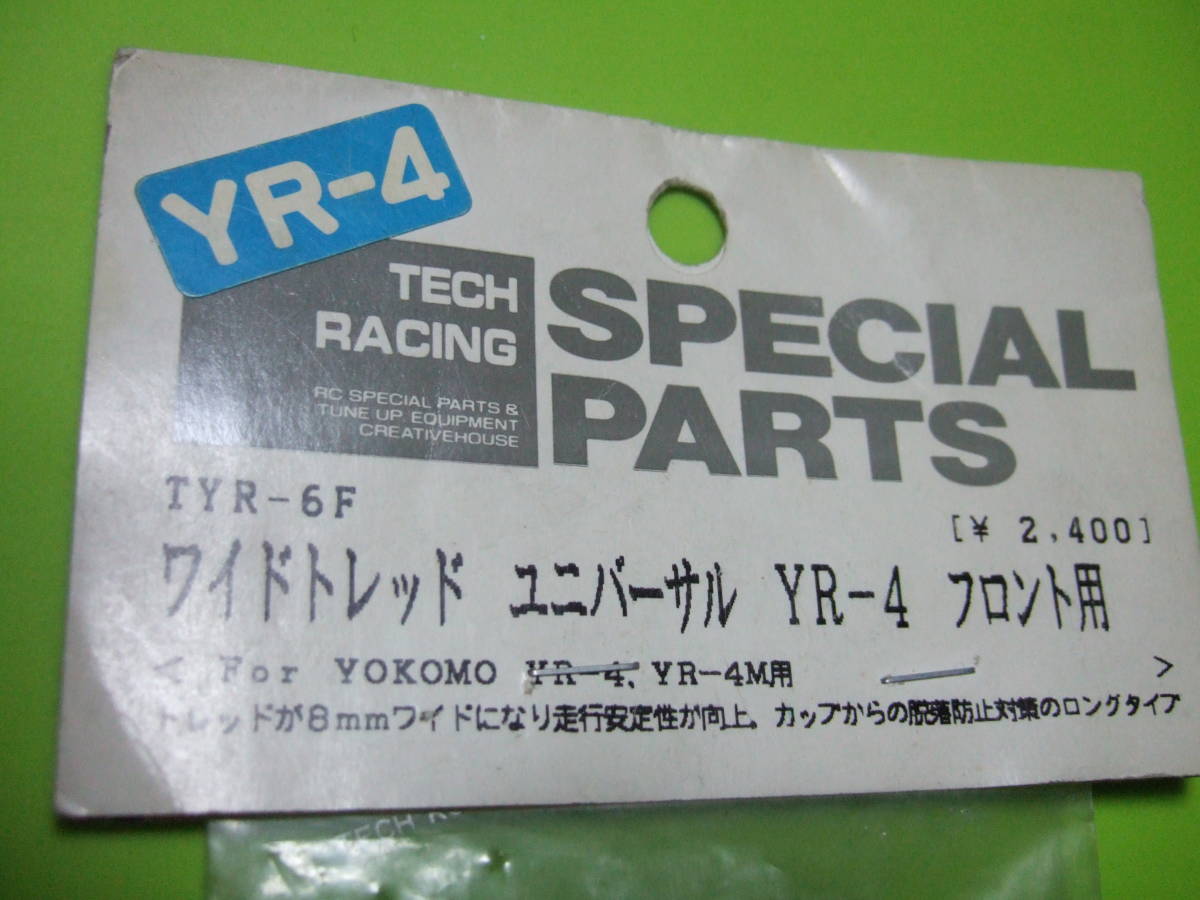 YR-4
TECH
RACING
RC SPECIAL PARTS &
TUNE UP EQUIPMENT
CREATIVEHOUSE
SPECIAL
PARTS
TYR-6F
[¥ 2,400]
ワイドトレッド ユニバーサル YR-4 フロント用
< For YOKOMO YR-4、YR-4M用 >
トレッドが8mmワイドになり走行安定性が向上。カップからの脱落防止対策のロングタイプ
TECH